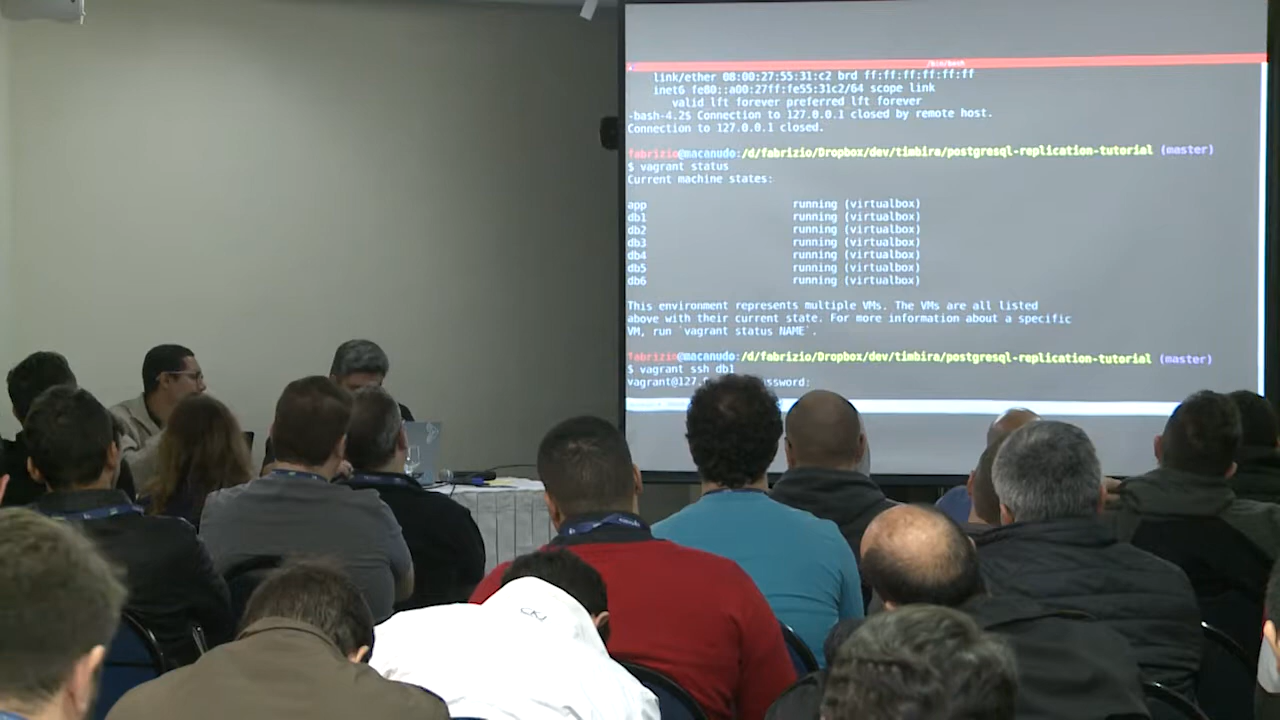 /bin/bash
link/ether 08:00:27:55:31:c2 brd ff:ff:ff:ff:ff:ff
inet6 fe80::a00:27ff:fe55:31c2/64 scope link
valid_lft forever preferred_lft forever
-bash-4.2$ Connection to 127.0.0.1 closed by remote host.
Connection to 127.0.0.1 closed.
fabrizio@macanudo:/d/fabrizio/Dropbox/dev/timbira/postgresql-replication-tutorial (master)
$ vagrant status
Current machine states:
app running (virtualbox)
db1 running (virtualbox)
db2 running (virtualbox)
db3 running (virtualbox)
db4 running (virtualbox)
db5 running (virtualbox)
db6 running (virtualbox)
This environment represents multiple VMs. The VMs are all listed
above with their current state. For more information about a specific
VM, run `vagrant status NAME`.
fabrizio@macanudo:/d/fabrizio/Dropbox/dev/timbira/postgresql-replication-tutorial (master)
$ vagrant ssh db1
vagrant@127. ssword: